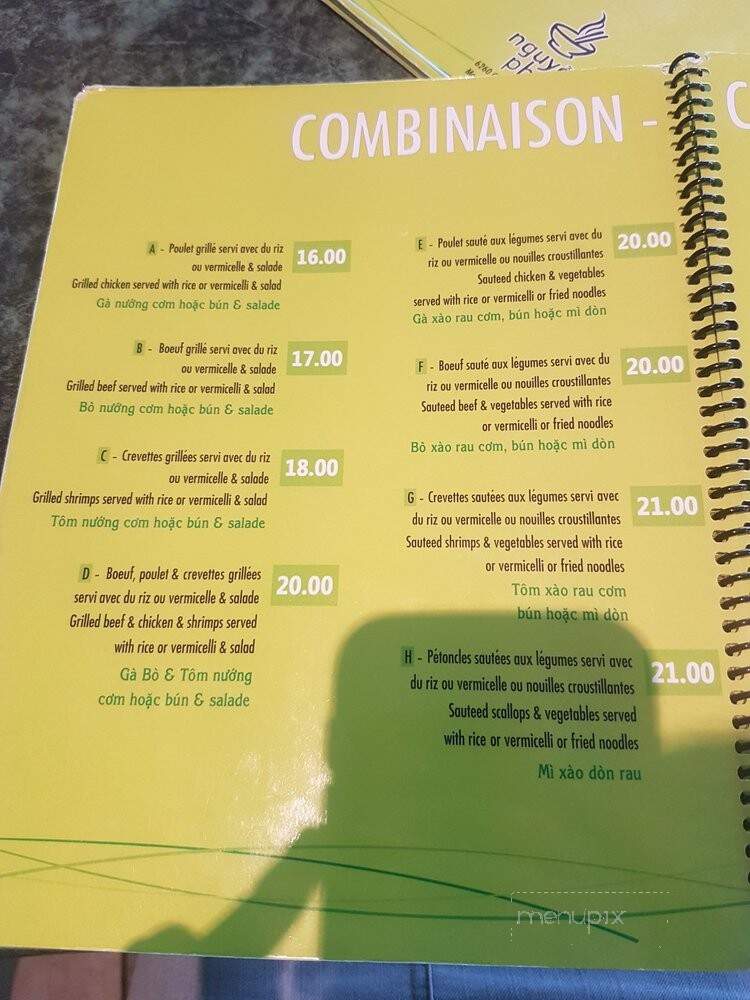 nguyê
6260
COMBINAISON - C
A - Poulet grillé servi avec du riz
ou vermicelle & salade
Grilled chicken served with rice or vermicelli & salad
Gà nướng cơm hoặc bún & salade
16.00
B - Boeuf grillé servi avec du riz
ou vermicelle & salade
Grilled beef served with rice or vermicelli & salad
Bò nướng cơm hoặc bún & salade
17.00
C - Crevettes grillées servi avec du riz
ou vermicelle & salade
Grilled shrimps served with rice or vermicelli & salad
Tôm nướng cơm hoặc bún & salade
18.00
D - Boeuf, poulet & crevettes grillées
servi avec du riz ou vermicelle & salade
Grilled beef & chicken & shrimps served
with rice or vermicelli & salad
Gà Bò & Tôm nướng
cơm hoặc bún & salade
20.00
E - Poulet sauté aux légumes servi avec du
riz ou vermicelle ou nouilles croustillantes
Sauteed chicken & vegetables
served with rice or vermicelli or fried noodles
Gà xào rau cơm, bún hoặc mì dòn
20.00
F - Boeuf sauté aux légumes servi avec du
riz ou vermicelle ou nouilles croustillantes
Sauteed beef & vegetables served with rice
or vermicelli or fried noodles
Bò xào rau cơm, bún hoặc mì dòn
20.00
G - Crevettes sautées aux légumes servi avec
du riz ou vermicelle ou nouilles croustillantes
Sauteed shrimps & vegetables served with rice
or vermicelli or fried noodles
Tôm xào rau cơm
bún hoặc mì dòn
21.00
H - Pétoncles sautées aux légumes servi avec
du riz ou vermicelle ou nouilles croustillantes
Sauteed scallops & vegetables served
with rice or vermicelli or fried noodles
Mì xào dòn rau
21.00
menupix